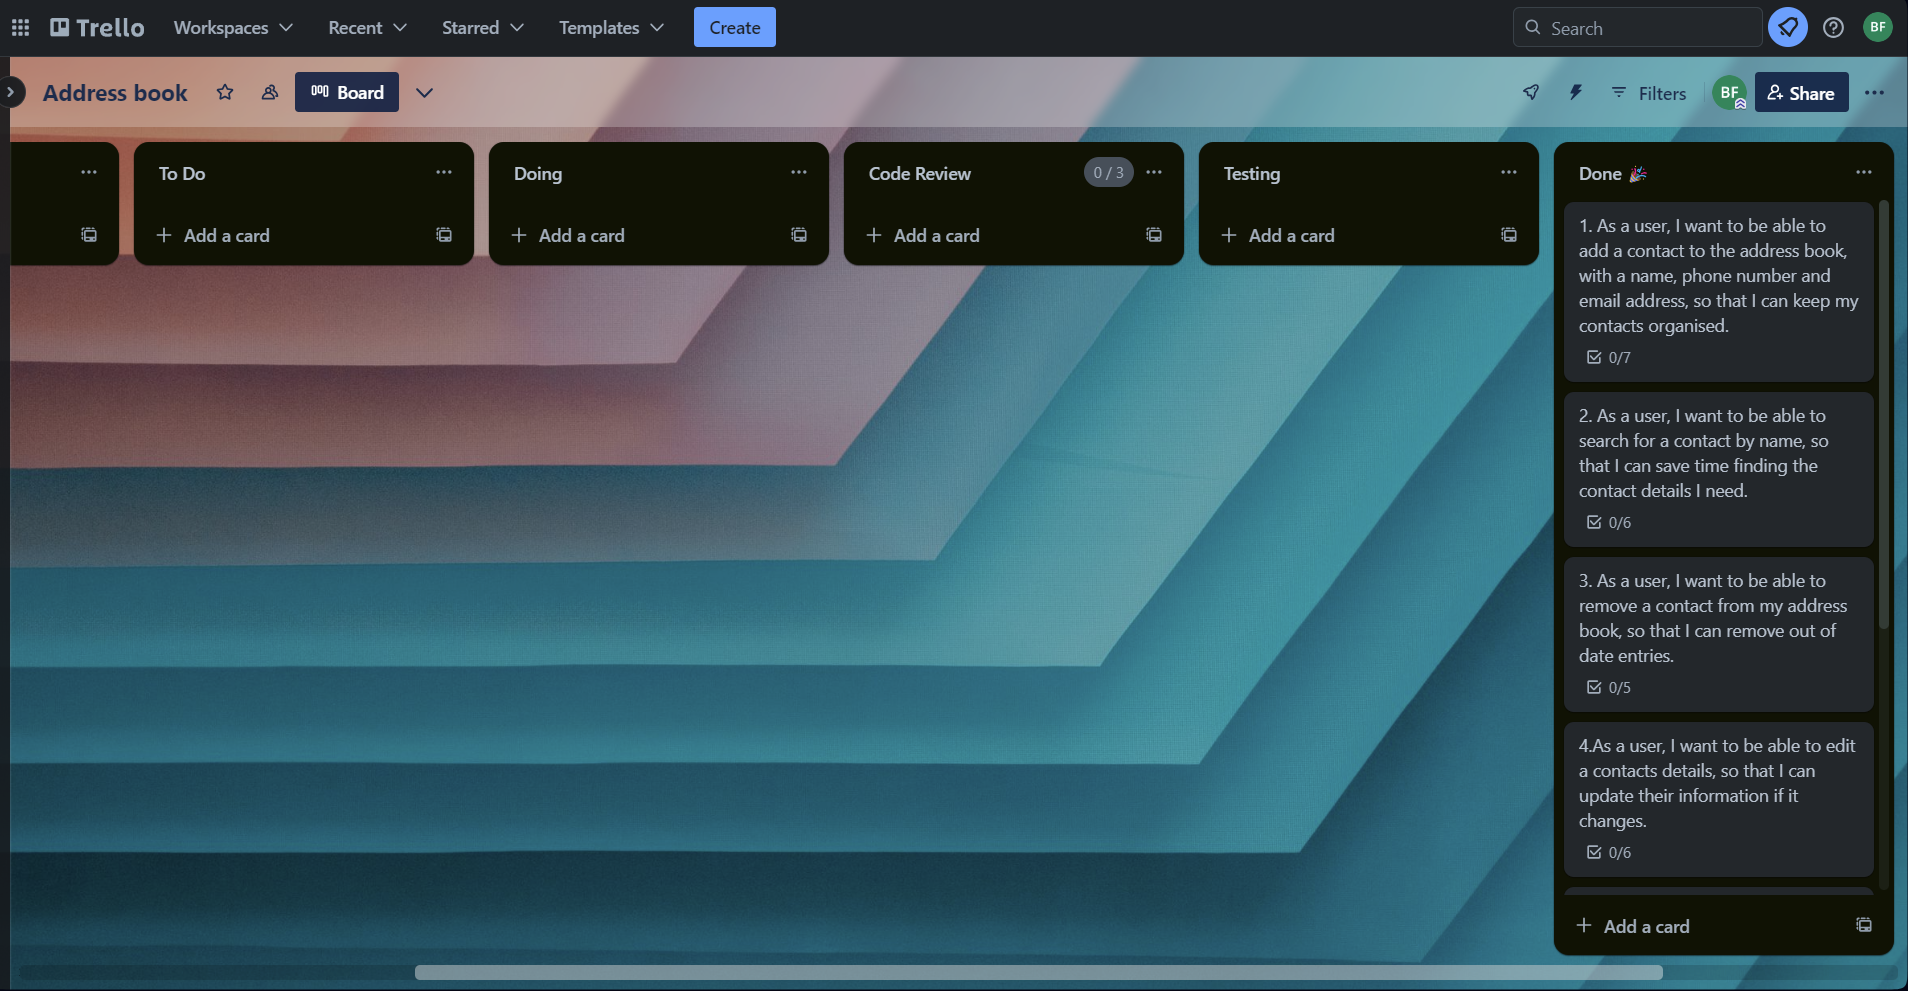 Trello
Workspaces
Recent
Starred
Templates
Create
Search
BF
Address book
Board
Filters
BF
Share
To Do
Add a card
Doing
Add a card
Code Review
0 / 3
Add a card
Testing
Add a card
Done 🎉
1. As a user, I want to be able to
add a contact to the address book,
with a name, phone number and
email address, so that I can keep my
contacts organised.
0/7
2. As a user, I want to be able to
search for a contact by name, so
that I can save time finding the
contact details I need.
0/6
3. As a user, I want to be able to
remove a contact from my address
book, so that I can remove out of
date entries.
0/5
4.As a user, I want to be able to edit
a contacts details, so that I can
update their information if it
changes.
0/6
Add a card